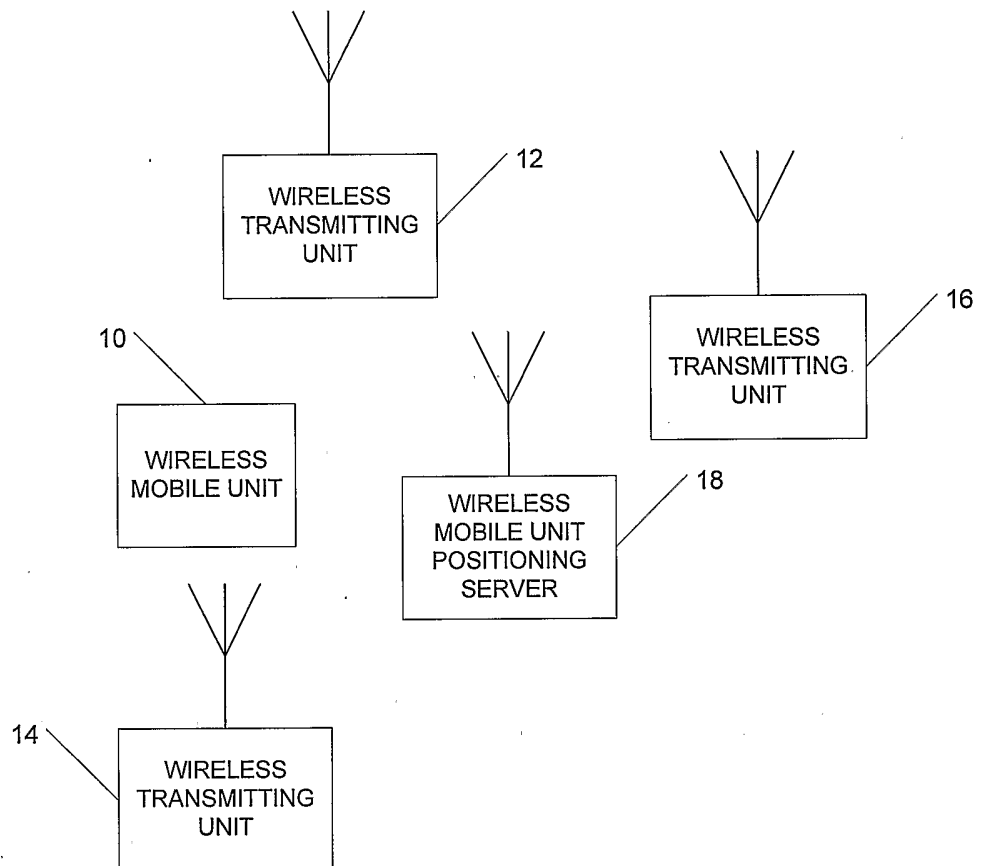 12
WIRELESS
TRANSMITTING
UNIT
16
WIRELESS
TRANSMITTING
UNIT
10
WIRELESS
MOBILE UNIT
18
WIRELESS
MOBILE UNIT
POSITIONING
SERVER
14
WIRELESS
TRANSMITTING
UNIT